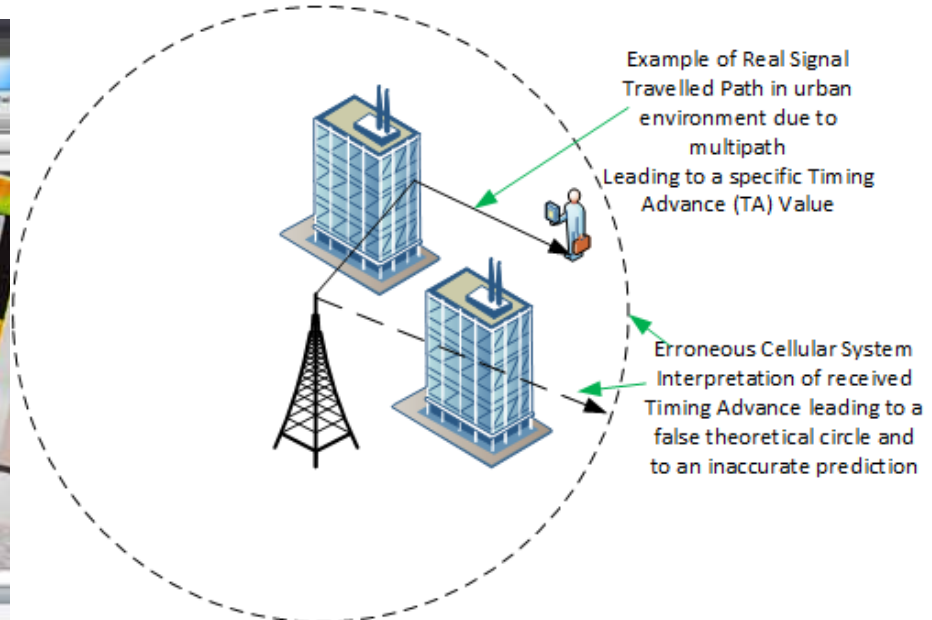 Example of Real Signal
Travelled Path in urban
environment due to
multipath
Leading to a specific Timing
Advance (TA) Value
Erroneous Cellular System
Interpretation of received
Timing Advance leading to a
false theoretical circle and
to an inaccurate prediction